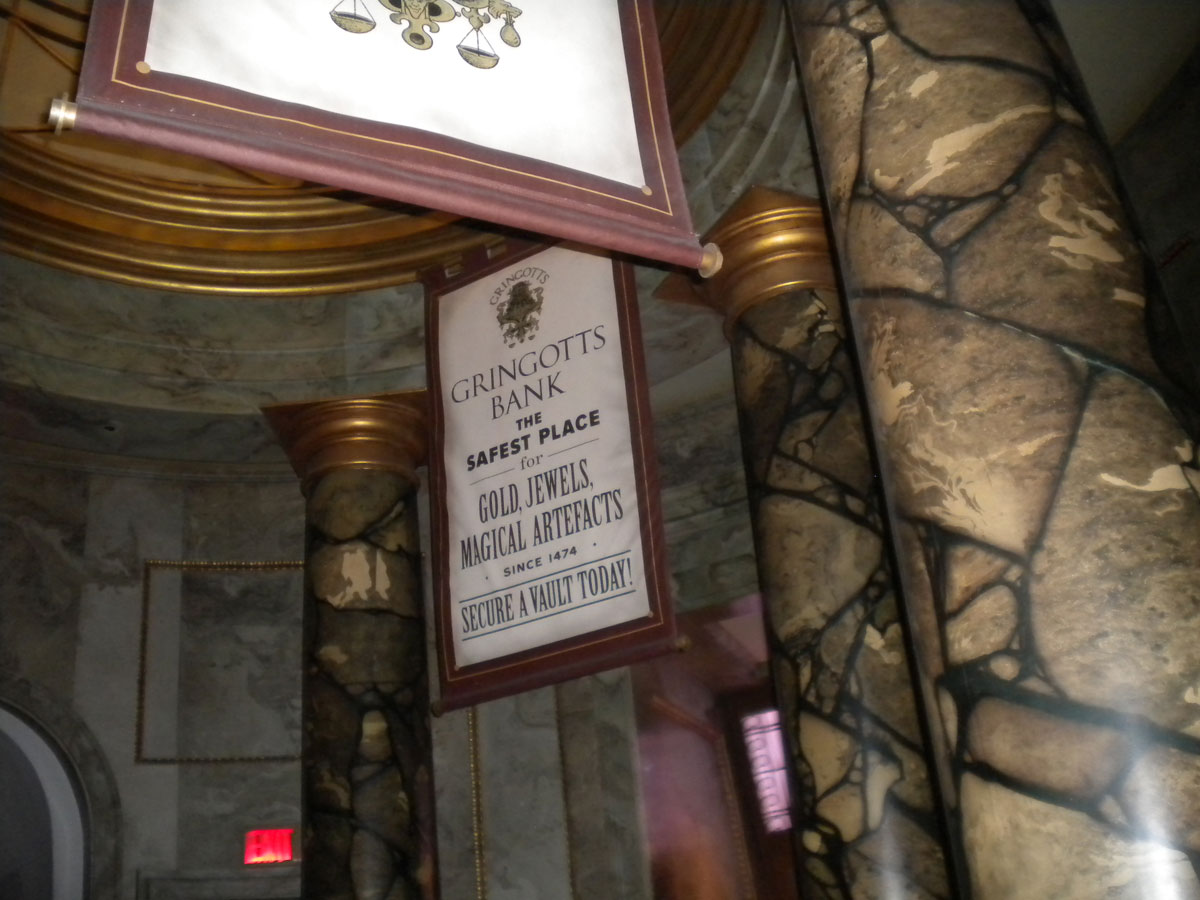 GRINGOTTS
GRINGOTTS
BANK
THE
SAFEST PLACE
for
GOLD, JEWELS,
MAGICAL ARTEFACTS
· SINCE 1474 ·
SECURE A VAULT TODAY!
EXIT